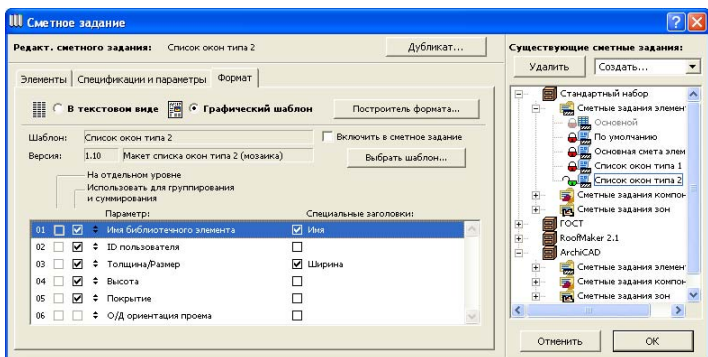 Сметное задание
Редакт. сметного задания: Список окон типа 2
Дубликат...
Элементы Спецификации и параметры Формат
В текстовом виде Графический шаблон Построитель формата...
Шаблон: Список окон типа 2 Включить в сметное задание
Версия: 1.10 Макет списка окон типа 2 (мозаика) Выбрать шаблон...
На отдельном уровне
Использовать для группирования
и суммирования
Параметр: Специальные заголовки:
01 Имя библиотечного элемента Имя
02 ID пользователя
03 Толщина/Размер Ширина
04 Высота
05 Покрытие
06 О/Д ориентация проема
Существующие сметные задания:
Удалить Создать...
Стандартный набор
Сметные задания элемен
Основной
По умолчанию
Основная смета элем
Список окон типа 1
Список окон типа 2
Сметные задания компон
Сметные задания зон
ГОСТ
RoofMaker 2.1
ArchiCAD
Сметные задания элемен
Сметные задания компон
Сметные задания зон
Отменить OK